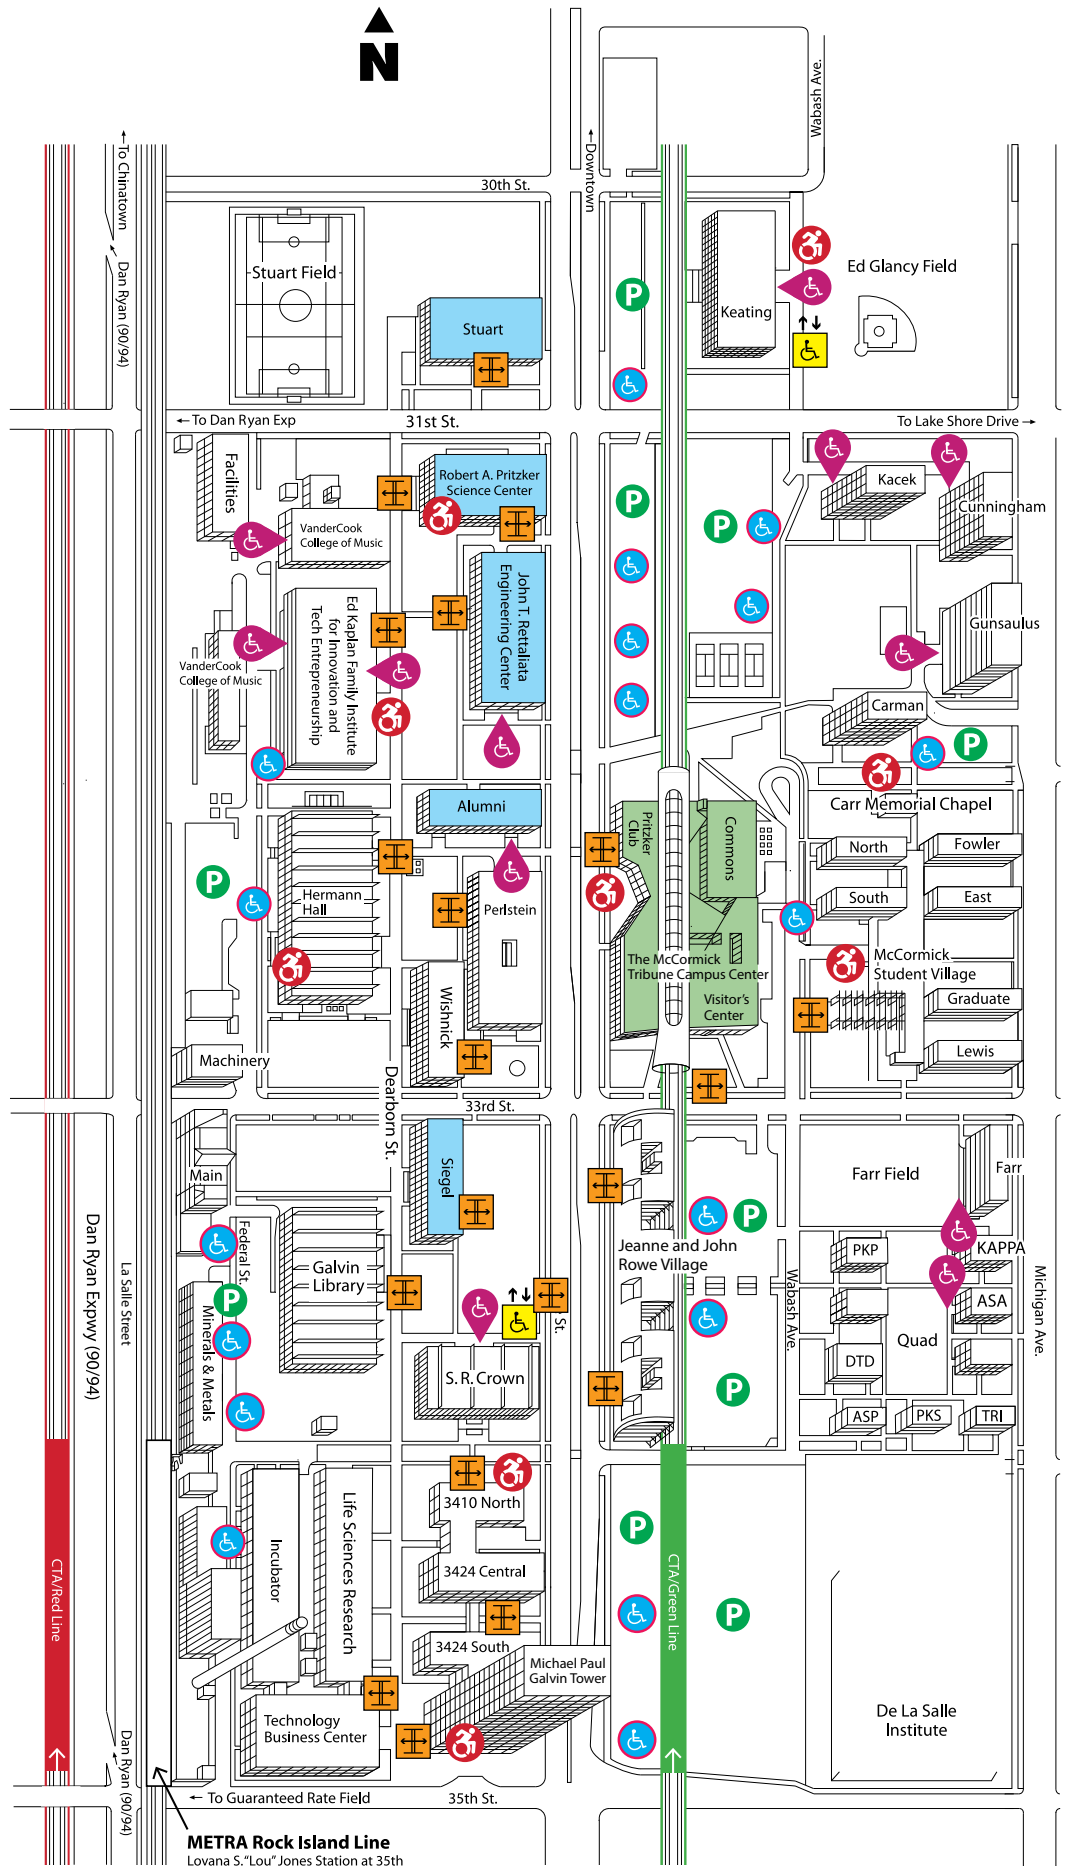 N
Wabash Ave.
←To Chinatown
←Downtown
30th St.
Dan Ryan (90/94)
Stuart Field
P
Ed Glancy Field
Keating
Stuart
← To Dan Ryan Exp
31st St.
To Lake Shore Drive →
Facilities
Robert A. Pritzker
Science Center
Kacek
P
P
Cunningham
VanderCook
College of Music
John T. Rettaliata
Engineering Center
Ed Kaplan Family Institute
for Innovation and
Tech Entrepreneurship
Gunsaulus
VanderCook
College of Music
Carman
P
Alumni
Pritzker
Club
Commons
Carr Memorial Chapel
North
Fowler
P
Hermann
Hall
Perlstein
South
East
The McCormick
Tribune Campus Center
McCormick
Student Village
Visitor's
Center
Wishnick
Graduate
Machinery
Lewis
Dearborn St.
33rd St.
Main
Siegel
Farr Field
Farr
Dan Ryan Expwy (90/94)
La Salle Street
Federal St.
P
Jeanne and John
Rowe Village
PKP
KAPPA
Galvin
Library
Wabash Ave.
Michigan Ave.
P
Minerals & Metals
St.
ASA
Quad
S. R. Crown
DTD
P
ASP
PKS
TRI
3410 North
P
Incubator
Life Sciences Research
CTA/Red Line
CTA/Green Line
3424 Central
P
3424 South
Michael Paul
Galvin Tower
Technology
Business Center
De La Salle
Institute
Dan Ryan (90/94)
← To Guaranteed Rate Field
35th St.
METRA Rock Island Line
Lovana S. "Lou" Jones Station at 35th